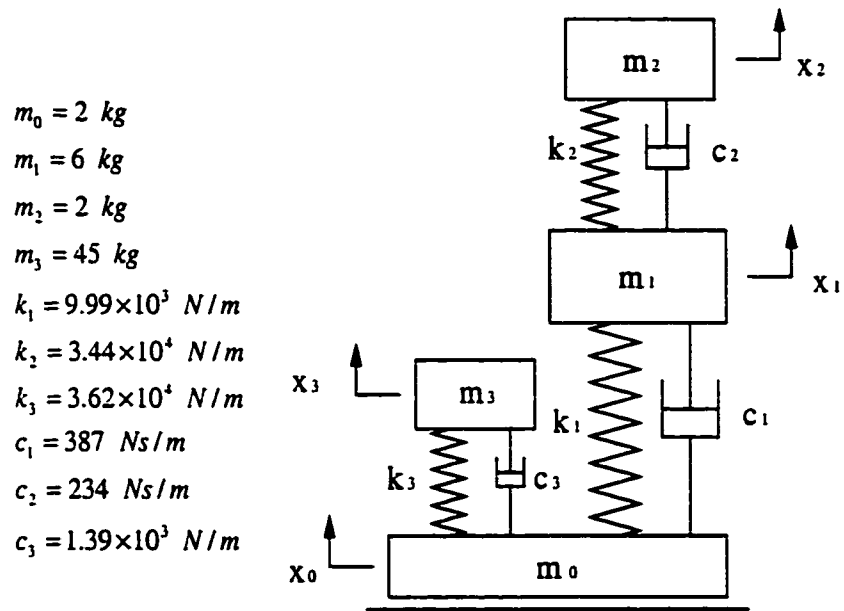 m₀ = 2 kg
m₁ = 6 kg
m₂ = 2 kg
m₃ = 45 kg
k₁ = 9.99×10³ N/m
k₂ = 3.44×10⁴ N/m
k₃ = 3.62×10⁴ N/m
c₁ = 387 Ns/m
c₂ = 234 Ns/m
c₃ = 1.39×10³ N/m
m₂
x₂
k₂
c₂
m₁
x₁
x₃
m₃
k₁
c₁
k₃
c₃
x₀
m₀